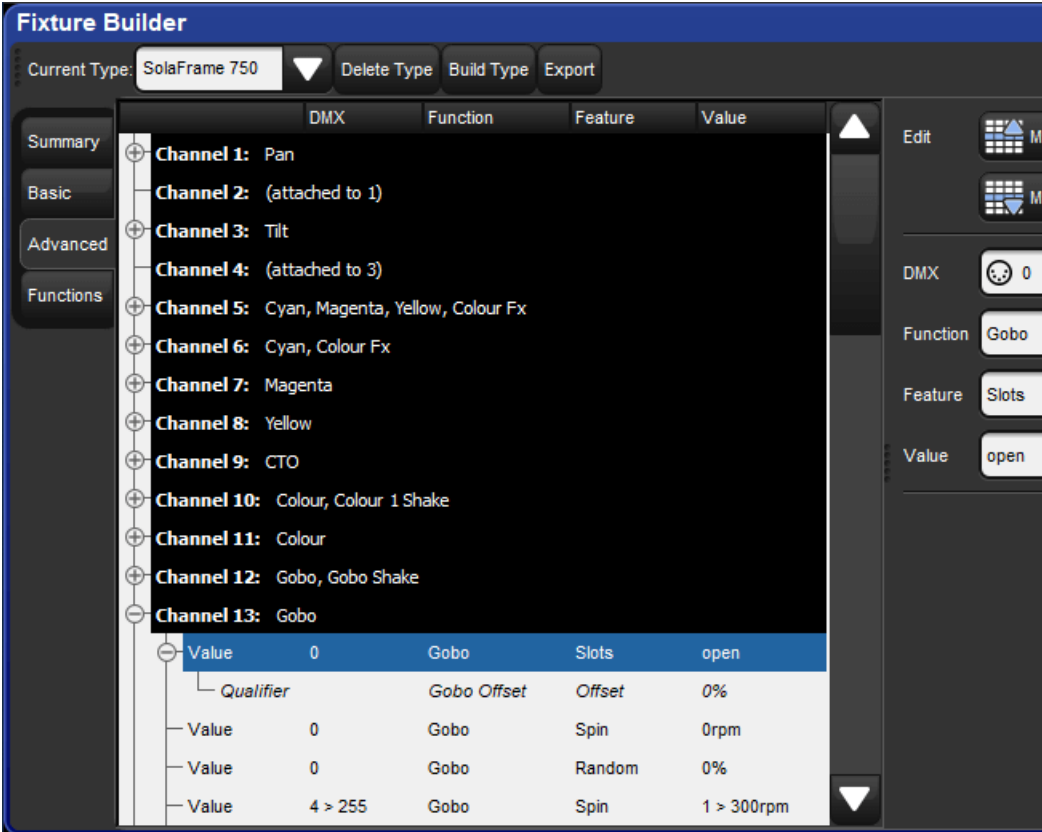 Fixture Builder
Current Type: SolaFrame 750 Delete Type Build Type Export
DMX Function Feature Value
Summary
Basic
Advanced
Functions
Channel 1: Pan
Channel 2: (attached to 1)
Channel 3: Tilt
Channel 4: (attached to 3)
Channel 5: Cyan, Magenta, Yellow, Colour Fx
Channel 6: Cyan, Colour Fx
Channel 7: Magenta
Channel 8: Yellow
Channel 9: CTO
Channel 10: Colour, Colour 1 Shake
Channel 11: Colour
Channel 12: Gobo, Gobo Shake
Channel 13: Gobo
Value 0 Gobo Slots open
Qualifier Gobo Offset Offset 0%
Value 0 Gobo Spin 0rpm
Value 0 Gobo Random 0%
Value 4 > 255 Gobo Spin 1 > 300rpm
Edit
DMX 0
Function Gobo
Feature Slots
Value open